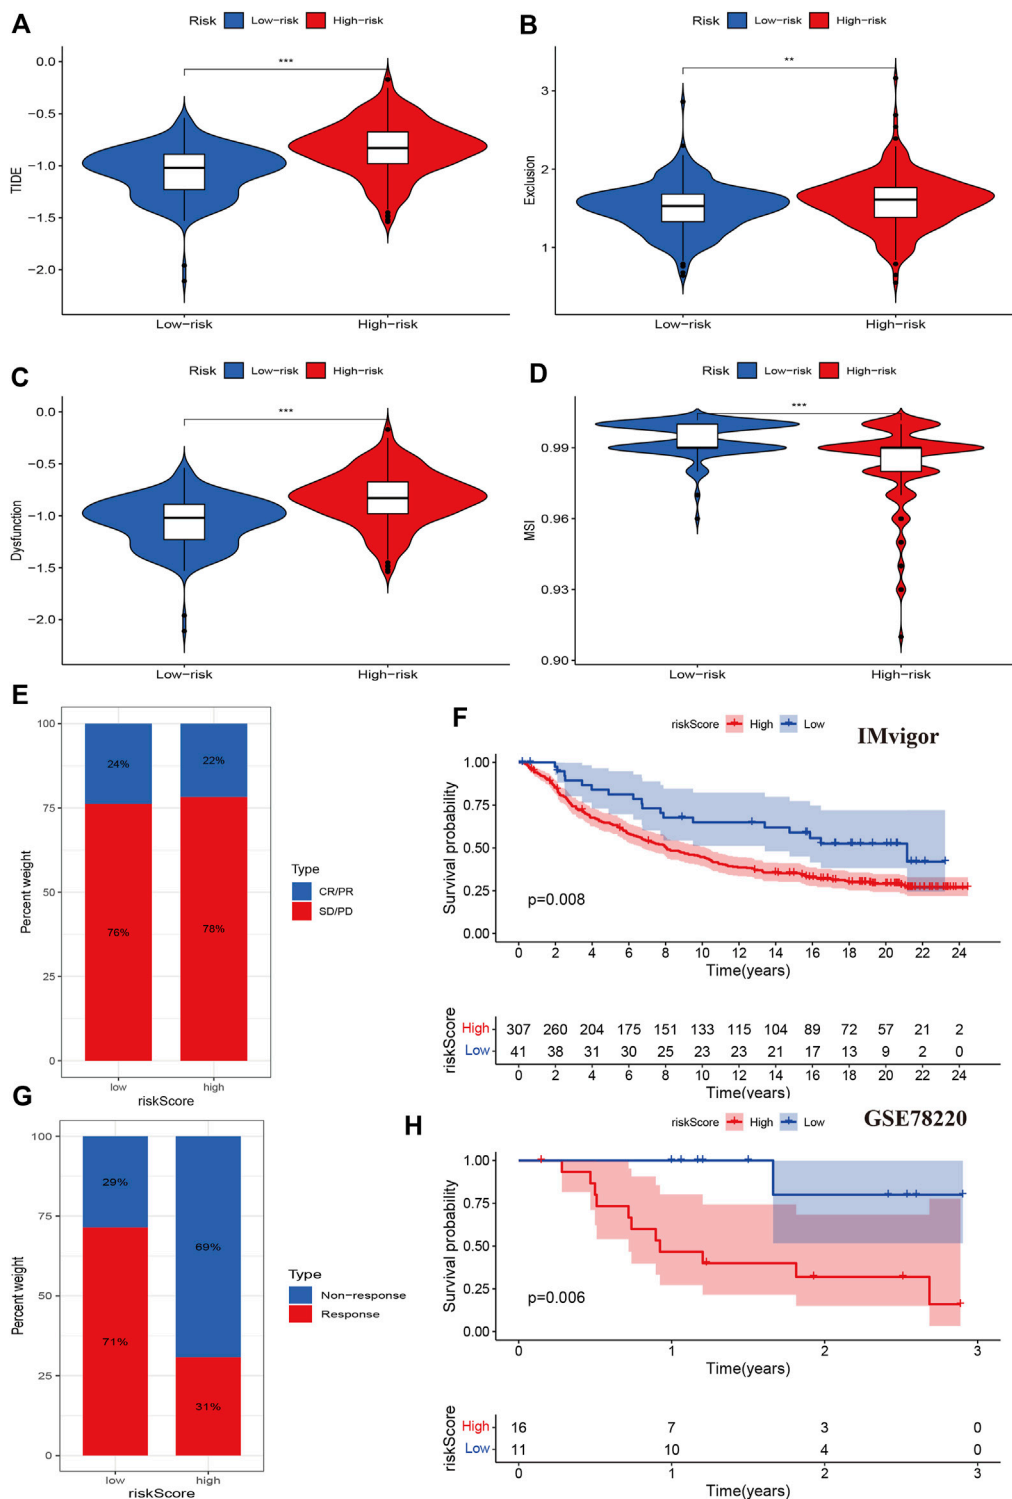 A
Risk Low-risk High-risk
0.0
-0.5
-1.0
-1.5
-2.0
TIDE
***
Low-risk High-risk
B
Risk Low-risk High-risk
3
2
1
Exclusion
**
Low-risk High-risk
C
Risk Low-risk High-risk
0.0
-0.5
-1.0
-1.5
-2.0
Dysfunction
***
Low-risk High-risk
D
Risk Low-risk High-risk
0.99
0.96
0.93
0.90
MSI
***
Low-risk High-risk
E
100
75
50
25
0
Percent weight
24% 22%
76% 78%
low high
riskScore
Type
CR/PR
SD/PD
F
riskScore High Low
IMvigor
1.00
0.75
0.50
0.25
0.00
Survival probability
p=0.008
0 2 4 6 6 8 10 12 14 16 18 20 24
Time(years)
riskScore
High 307 260 204 175 151 133 115 104 89 72 57 21 2
Low 41 38 31 30 25 23 23 21 17 13 9 2 0
0 2 4 6 8 10 12 14 16 18 20 22 24
Time(years)
G
100
75
50
25
0
Percent weight
29%
69%
71%
31%
low high
riskScore
Type
Non-response
Response
H
riskScore High Low
GSE78220
1.00
0.75
0.50
0.25
0.00
Survival probability
p=0.006
0 1 2 3
Time(years)
riskScore
High 16 7 3 0
Low 11 10 4 0
0 1 2 3
Time(years)